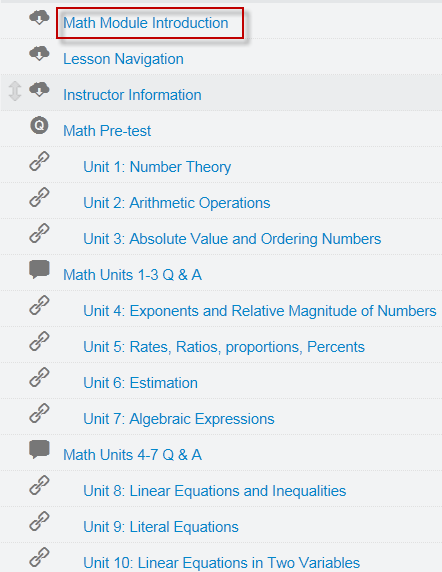 Math Module Introduction
Lesson Navigation
Instructor Information
Q Math Pre-test
Unit 1: Number Theory
Unit 2: Arithmetic Operations
Unit 3: Absolute Value and Ordering Numbers
Math Units 1-3 Q & A
Unit 4: Exponents and Relative Magnitude of Numbers
Unit 5: Rates, Ratios, proportions, Percents
Unit 6: Estimation
Unit 7: Algebraic Expressions
Math Units 4-7 Q & A
Unit 8: Linear Equations and Inequalities
Unit 9: Literal Equations
Unit 10: Linear Equations in Two Variables